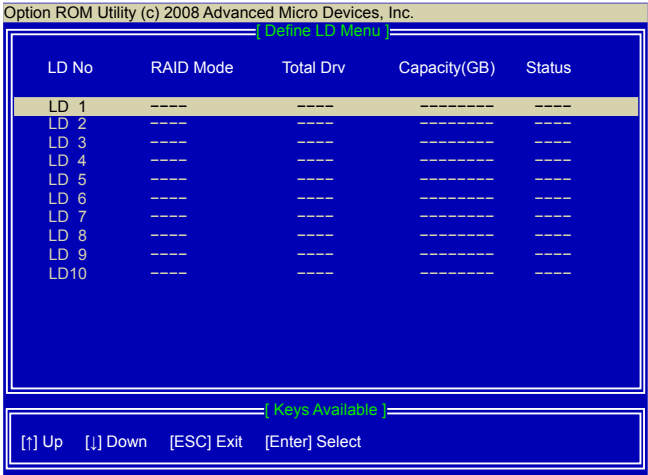 Option ROM Utility (c) 2008 Advanced Micro Devices, Inc.
[ Define LD Menu ]
LD No RAID Mode Total Drv Capacity(GB) Status
LD 1 ---- ---- -------- ----
LD 2 ---- ---- -------- ----
LD 3 ---- ---- -------- ----
LD 4 ---- ---- -------- ----
LD 5 ---- ---- -------- ----
LD 6 ---- ---- -------- ----
LD 7 ---- ---- -------- ----
LD 8 ---- ---- -------- ----
LD 9 ---- ---- -------- ----
LD10 ---- ---- -------- ----
[ Keys Available ]
[↑] Up [↓] Down [ESC] Exit [Enter] Select